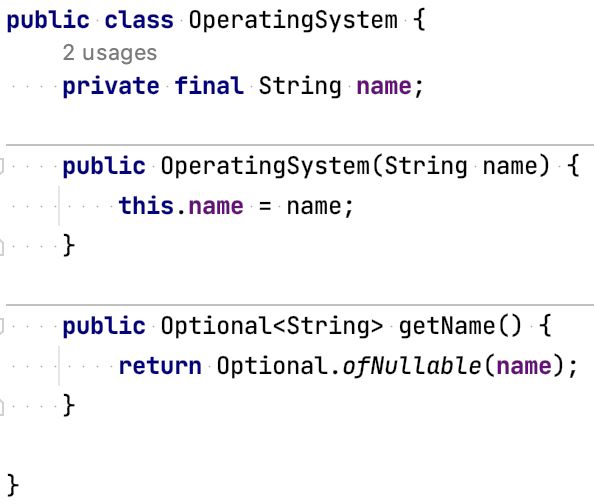 public class OperatingSystem {
2 usages
private final String name;
public OperatingSystem(String name) {
this.name = name;
}
public Optional<String> getName() {
return Optional.ofNullable(name);
}
}